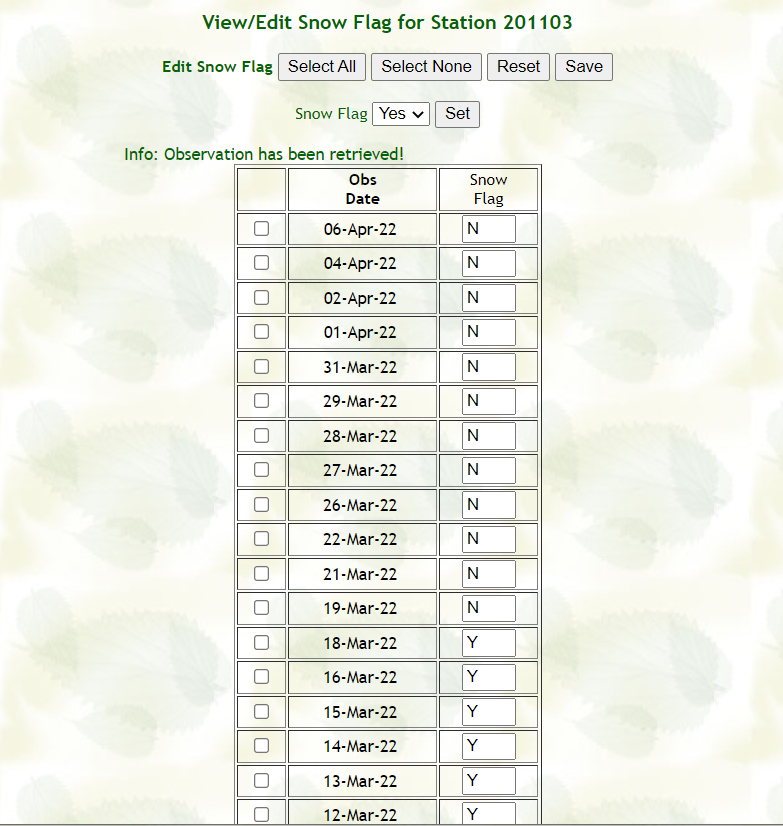 View/Edit Snow Flag for Station 201103
Edit Snow Flag Select All Select None Reset Save
Snow Flag Yes Set
Info: Observation has been retrieved!
Obs Date Snow Flag
06-Apr-22 N
04-Apr-22 N
02-Apr-22 N
01-Apr-22 N
31-Mar-22 N
29-Mar-22 N
28-Mar-22 N
27-Mar-22 N
26-Mar-22 N
22-Mar-22 N
21-Mar-22 N
19-Mar-22 N
18-Mar-22 Y
16-Mar-22 Y
15-Mar-22 Y
14-Mar-22 Y
13-Mar-22 Y
12-Mar-22 Y